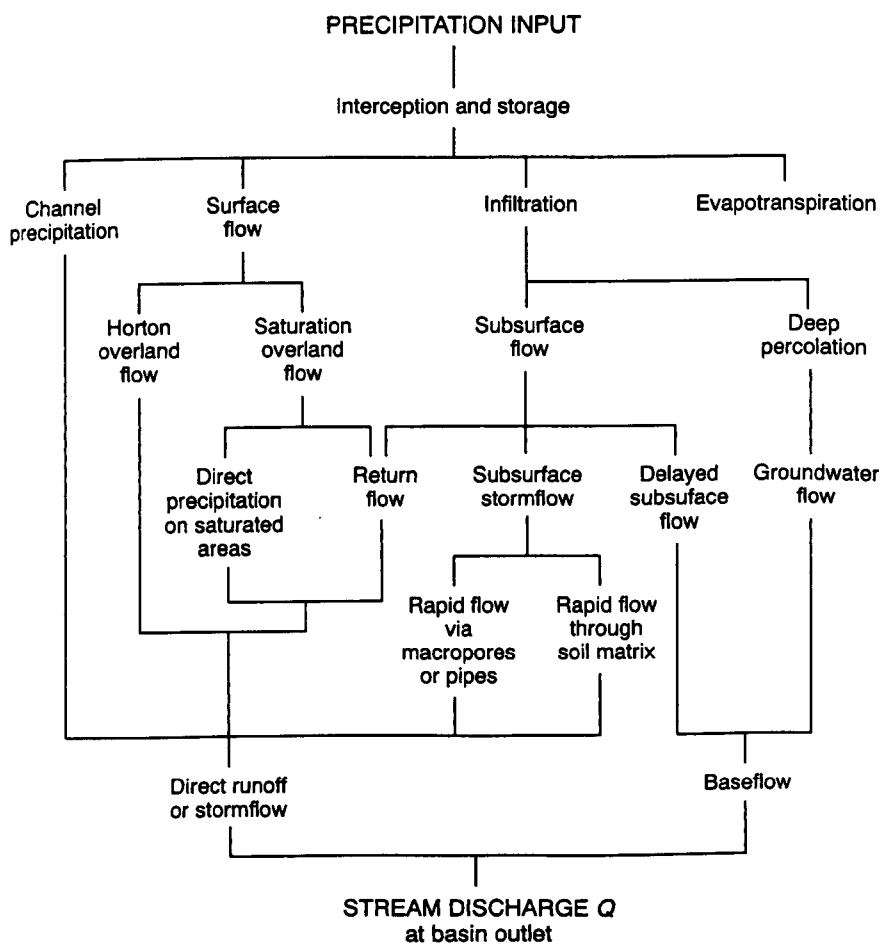 PRECIPITATION INPUT
Interception and storage
Channel
precipitation
Surface
flow
Infiltration
Evapotranspiration
Horton
overland
flow
Saturation
overland
flow
Subsurface
flow
Deep
percolation
Direct
precipitation
on saturated
areas
Return
flow
Subsurface
stormflow
Delayed
subsuface
flow
Groundwater
flow
Rapid flow
via
macropores
or pipes
Rapid flow
through
soil matrix
Direct runoff
or stormflow
Baseflow
STREAM DISCHARGE Q
at basin outlet